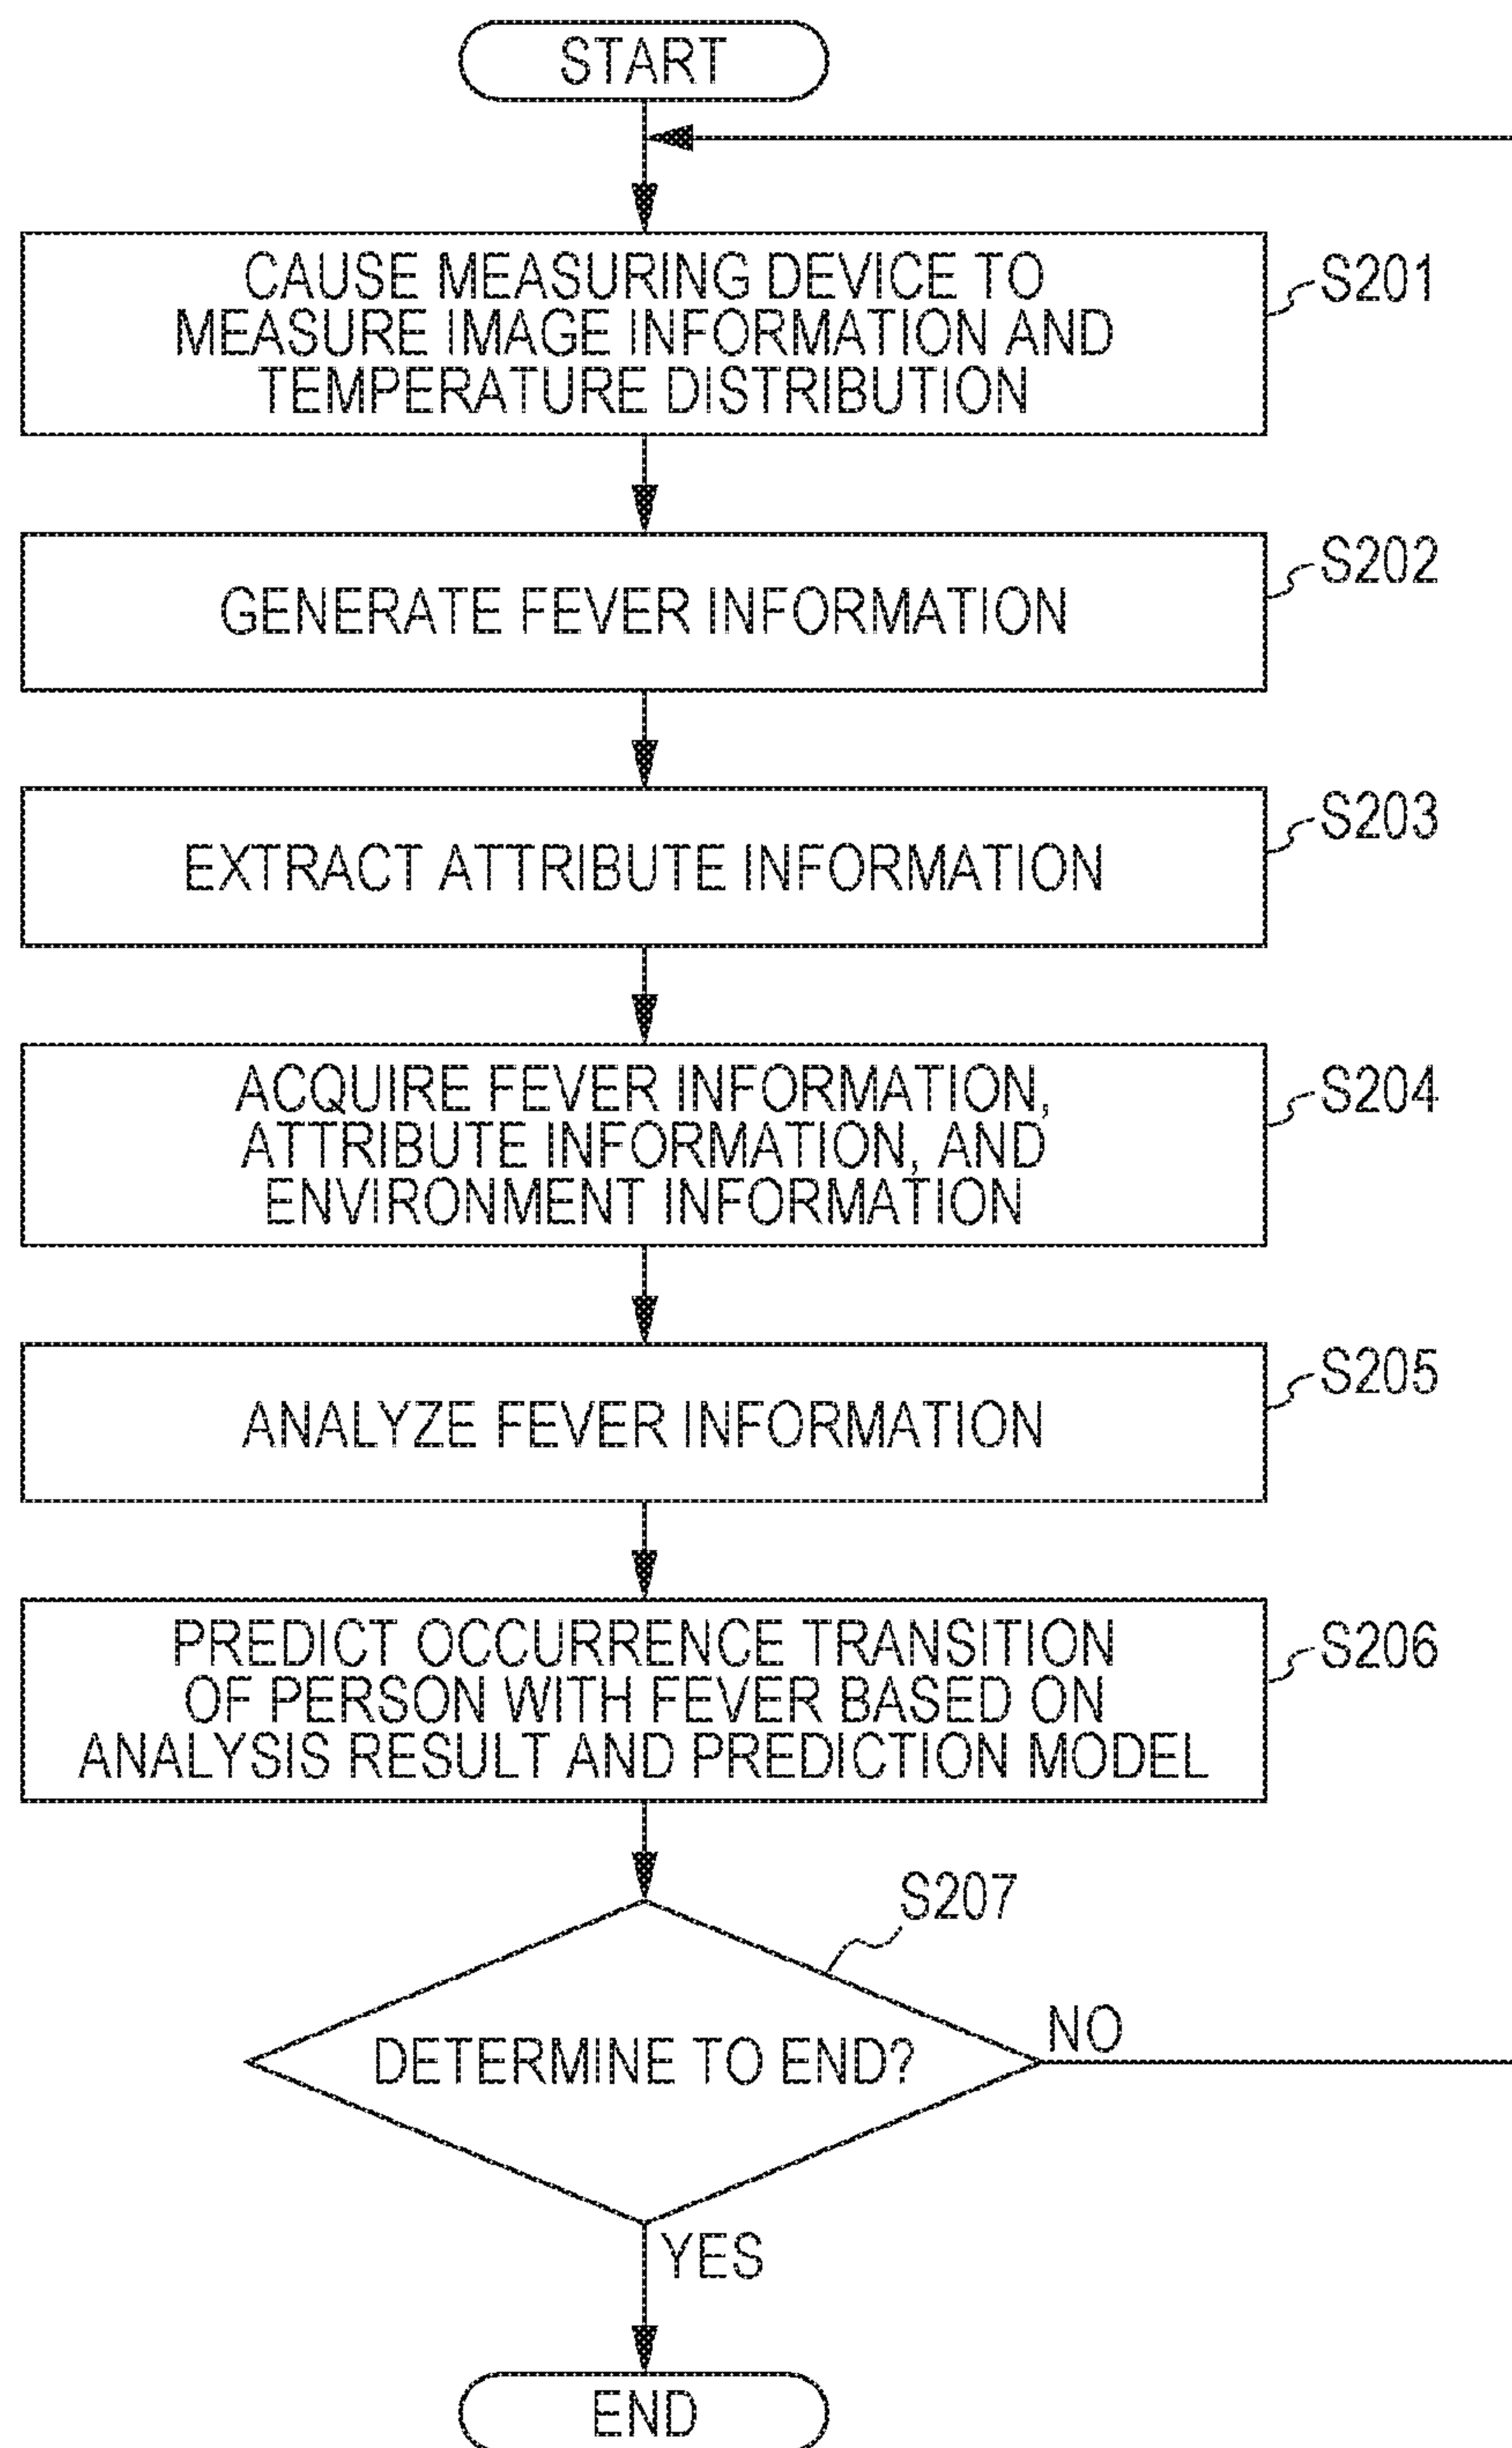 START
CAUSE MEASURING DEVICE TO
MEASURE IMAGE INFORMATION AND
TEMPERATURE DISTRIBUTION
S201
GENERATE FEVER INFORMATION
S202
EXTRACT ATTRIBUTE INFORMATION
S203
ACQUIRE FEVER INFORMATION,
ATTRIBUTE INFORMATION, AND
ENVIRONMENT INFORMATION
S204
ANALYZE FEVER INFORMATION
S205
PREDICT OCCURRENCE TRANSITION
OF PERSON WITH FEVER BASED ON
ANALYSIS RESULT AND PREDICTION MODEL
S206
S207
DETERMINE TO END?
NO
YES
END